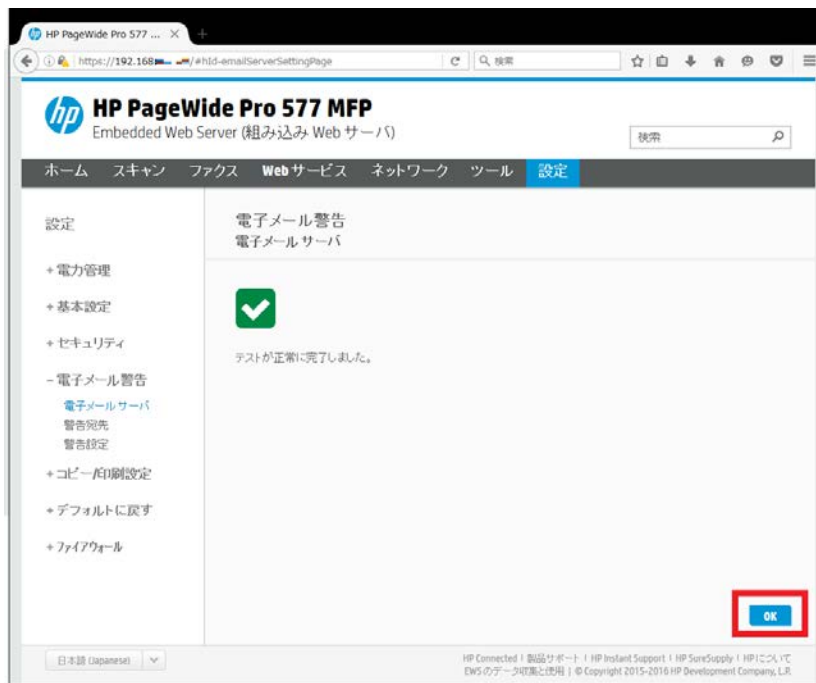 HP PageWide Pro 577 ...
https://192.168
/#hId-emailServerSettingPage
検索
hp
HP PageWide Pro 577 MFP
Embedded Web Server (組み込み Web サーバ)
検索
ホーム スキャン ファクス Webサービス ネットワーク ツール 設定
設定
+ 電力管理
+ 基本設定
+ セキュリティ
- 電子メール警告
電子メール サーバ
警告宛先
警告設定
+ コピー/印刷設定
+ デフォルトに戻す
+ ファイアウォール
電子メール警告
電子メール サーバ
テストが正常に完了しました。
OK
日本語 (Japanese)
HP Connected | 製品サポート | HP Instant Support | HP SureSupply | HP について
EWS のデータ収集と使用 | © Copyright 2015-2016 HP Development Company, L.P.